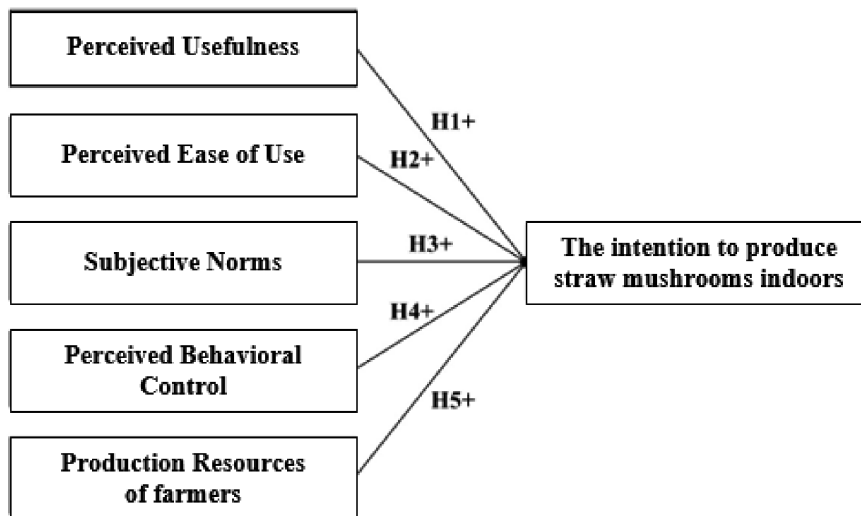 Perceived Usefulness
H1+
Perceived Ease of Use
H2+
Subjective Norms
H3+
The intention to produce
straw mushrooms indoors
Perceived Behavioral
Control
H4+
Production Resources
of farmers
H5+